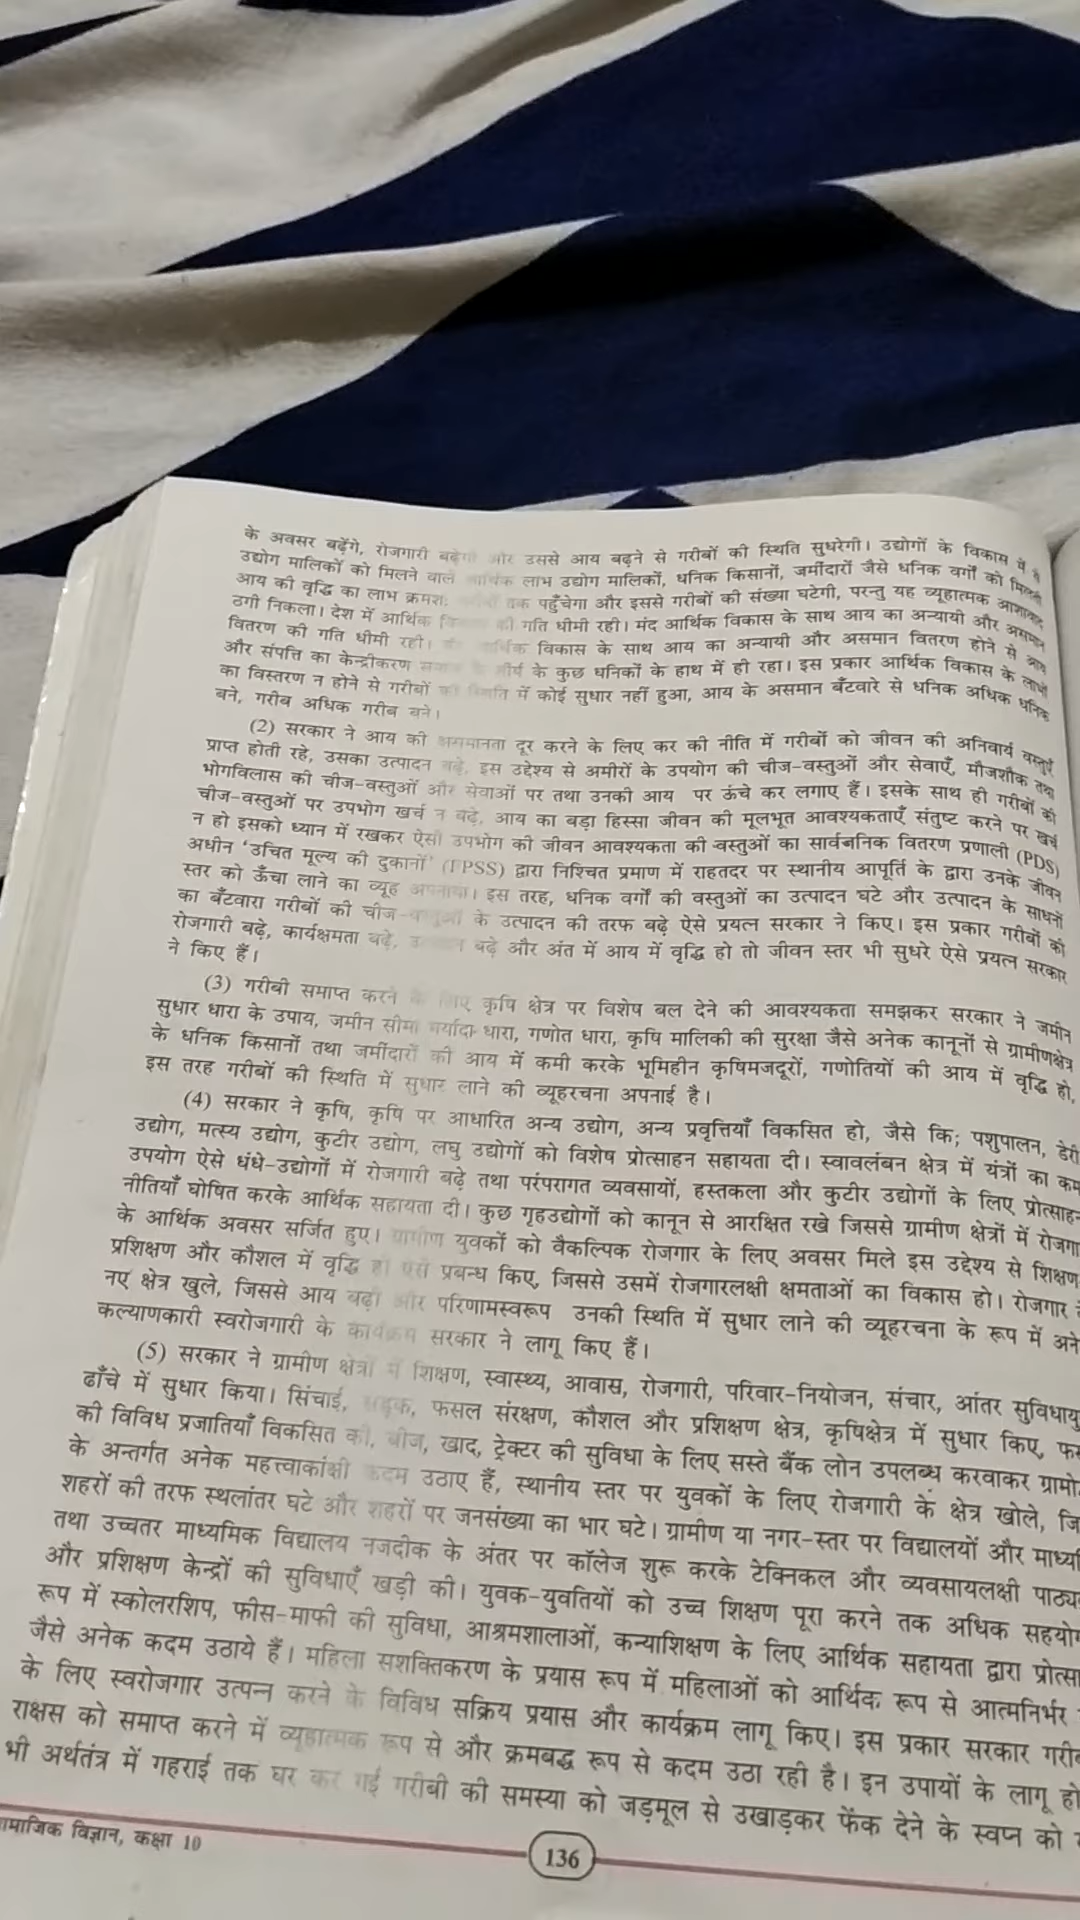 के अवसर बढ़ेंगे, रोजगारी बढ़ेगी और उससे आय बढ़ने से गरीबों की स्थिति सुधरेगी। उद्योगों के विकास में
उद्योग मालिकों को मिलने वाले आर्थिक लाभ उद्योग मालिकों, धनिक किसानों, जमींदारों जैसे धनिक वर्गों को
आय की वृद्धि का लाभ क्रमशः तक पहुँचेगा और इससे गरीबों की संख्या घटेगी, परन्तु यह व्यूहात्मक आशावाद
ठगी निकला। देश में आर्थिक की गति धीमी रही। मंद आर्थिक विकास के साथ आय का अन्यायी और असमान
वितरण की गति धीमी रही। आर्थिक विकास के साथ आय का अन्यायी और असमान वितरण होने से आय
और संपत्ति का केन्द्रीकरण के शीर्ष के कुछ धनिकों के हाथ में ही रहा। इस प्रकार आर्थिक विकास के लाभों
का विस्तरण न होने से गरीबों की स्थिति में कोई सुधार नहीं हुआ, आय के असमान बँटवारे से धनिक अधिक धनिक
बने, गरीब अधिक गरीब बने।
(2) सरकार ने आय की असमानता दूर करने के लिए कर की नीति में गरीबों को जीवन की अनिवार्य वस्तुएँ
प्राप्त होती रहे, उसका उत्पादन बढ़े, इस उद्देश्य से अमीरों के उपयोग की चीज-वस्तुओं और सेवाएँ, मौजशौक तथा
भोगविलास की चीज-वस्तुओं और सेवाओं पर तथा उनकी आय पर ऊंचे कर लगाए हैं। इसके साथ ही गरीबों की
चीज-वस्तुओं पर उपभोग खर्च न बढ़े, आय का बड़ा हिस्सा जीवन की मूलभूत आवश्यकताएँ संतुष्ट करने पर खर्च
न हो इसको ध्यान में रखकर ऐसी उपभोग की जीवन आवश्यकता की वस्तुओं का सार्वजनिक वितरण प्रणाली (PDS)
अधीन ‘उचित मूल्य की दुकानों’ (FPSS) द्वारा निश्चित प्रमाण में राहतदर पर स्थानीय आपूर्ति के द्वारा उनके जीवन
स्तर को ऊँचा लाने का व्यूह अपनाया। इस तरह, धनिक वर्गों की वस्तुओं का उत्पादन घटे और उत्पादन के साधनों
का बँटवारा गरीबों की चीज-वस्तुओं के उत्पादन की तरफ बढ़े ऐसे प्रयत्न सरकार ने किए। इस प्रकार गरीबों की
रोजगारी बढ़े, कार्यक्षमता बढ़े, उत्पादन बढ़े और अंत में आय में वृद्धि हो तो जीवन स्तर भी सुधरे ऐसे प्रयत्न सरकार
ने किए हैं।
(3) गरीबी समाप्त करने के लिए कृषि क्षेत्र पर विशेष बल देने की आवश्यकता समझकर सरकार ने जमीन
सुधार धारा के उपाय, जमीन सीमा मर्यादा धारा, गणोत धारा, कृषि मालिकी की सुरक्षा जैसे अनेक कानूनों से ग्रामीणक्षेत्र
के धनिक किसानों तथा जमींदारों की आय में कमी करके भूमिहीन कृषिमजदूरों, गणोतियों की आय में वृद्धि हो,
इस तरह गरीबों की स्थिति में सुधार लाने की व्यूहरचना अपनाई है।
(4) सरकार ने कृषि, कृषि पर आधारित अन्य उद्योग, अन्य प्रवृत्तियाँ विकसित हो, जैसे कि; पशुपालन, डेरी
उद्योग, मत्स्य उद्योग, कुटीर उद्योग, लघु उद्योगों को विशेष प्रोत्साहन सहायता दी। स्वावलंबन क्षेत्र में यंत्रों का कम
उपयोग ऐसे धंधे-उद्योगों में रोजगारी बढ़े तथा परंपरागत व्यवसायों, हस्तकला और कुटीर उद्योगों के लिए प्रोत्साहन
नीतियाँ घोषित करके आर्थिक सहायता दी। कुछ गृहउद्योगों को कानून से आरक्षित रखे जिससे ग्रामीण क्षेत्रों में रोजगा
के आर्थिक अवसर सर्जित हुए। ग्रामीण युवकों को वैकल्पिक रोजगार के लिए अवसर मिले इस उद्देश्य से शिक्षण
प्रशिक्षण और कौशल में वृद्धि हो ऐसे प्रबन्ध किए, जिससे उसमें रोजगारलक्षी क्षमताओं का विकास हो। रोजगार
नए क्षेत्र खुले, जिससे आय बढ़ी और परिणामस्वरूप उनकी स्थिति में सुधार लाने की व्यूहरचना के रूप में अने
कल्याणकारी स्वरोजगारी के कार्यक्रम सरकार ने लागू किए हैं।
(5) सरकार ने ग्रामीण क्षेत्रों में शिक्षण, स्वास्थ्य, आवास, रोजगारी, परिवार-नियोजन, संचार, आंतर सुविधायु
ढाँचे में सुधार किया। सिंचाई, सड़क, फसल संरक्षण, कौशल और प्रशिक्षण क्षेत्र, कृषिक्षेत्र में सुधार किए, फ
की विविध प्रजातियाँ विकसित की, बीज, खाद, ट्रेक्टर की सुविधा के लिए सस्ते बैंक लोन उपलब्ध करवाकर ग्रामो
के अन्तर्गत अनेक महत्त्वाकांक्षी कदम उठाए हैं, स्थानीय स्तर पर युवकों के लिए रोजगारी के क्षेत्र खोले, जि
शहरों की तरफ स्थलांतर घटे और शहरों पर जनसंख्या का भार घटे। ग्रामीण या नगर-स्तर पर विद्यालयों और माध्य
तथा उच्चतर माध्यमिक विद्यालय नजदीक के अंतर पर कॉलेज शुरू करके टेक्निकल और व्यवसायलक्षी पाठ्य
और प्रशिक्षण केन्द्रों की सुविधाएँ खड़ी की। युवक-युवतियों को उच्च शिक्षण पूरा करने तक अधिक सहयो
रूप में स्कोलरशिप, फीस-माफी की सुविधा, आश्रमशालाओं, कन्याशिक्षण के लिए आर्थिक सहायता द्वारा प्रोत्सा
जैसे अनेक कदम उठाये हैं। महिला सशक्तिकरण के प्रयास रूप में महिलाओं को आर्थिक रूप से आत्मनिर्भर
के लिए स्वरोजगार उत्पन्न करने के विविध सक्रिय प्रयास और कार्यक्रम लागू किए। इस प्रकार सरकार गरीब
राक्षस को समाप्त करने में व्यूहात्मक रूप से और क्रमबद्ध रूप से कदम उठा रही है। इन उपायों के लागू हो
भी अर्थतंत्र में गहराई तक घर कर गई गरीबी की समस्या को जड़मूल से उखाड़कर फेंक देने के स्वप्न को
ामाजिक विज्ञान, कक्षा 10
136